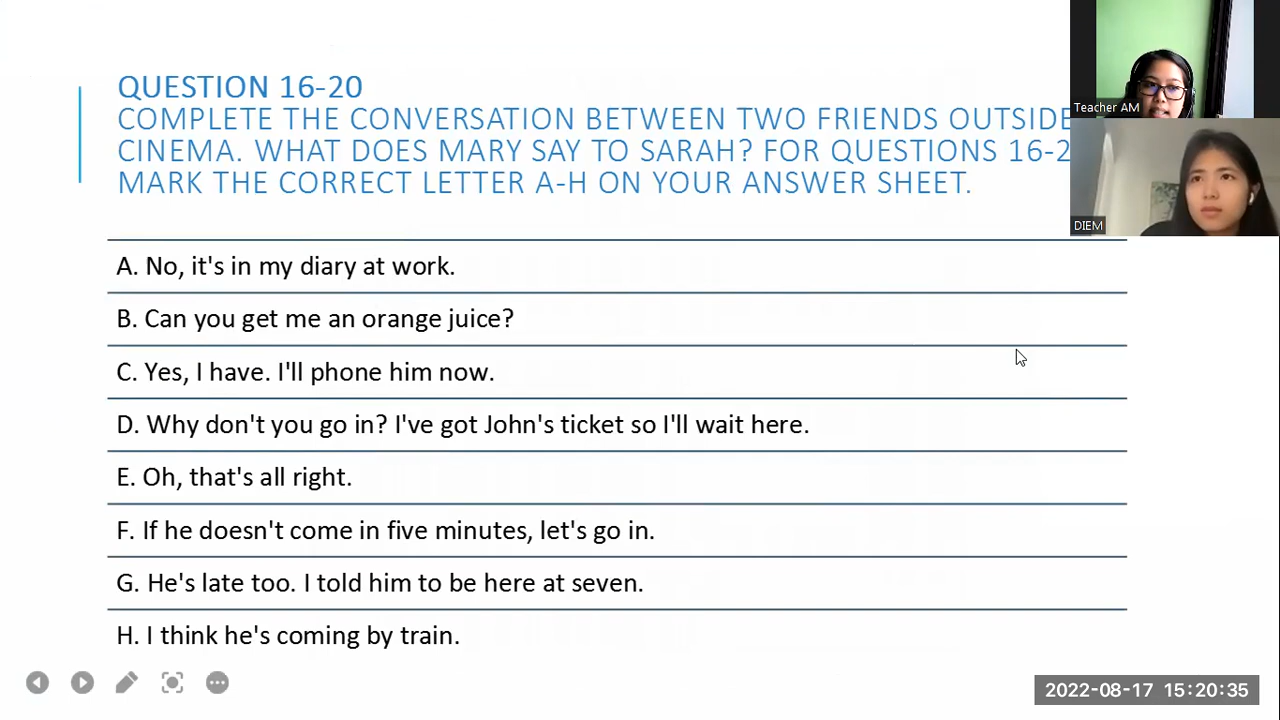 QUESTION 16-20
COMPLETE THE CONVERSATION BETWEEN TWO FRIENDS OUTSIDE
CINEMA. WHAT DOES MARY SAY TO SARAH? FOR QUESTIONS 16-2
MARK THE CORRECT LETTER A-H ON YOUR ANSWER SHEET.
Teacher AM
DIEM
A. No, it's in my diary at work.
B. Can you get me an orange juice?
C. Yes, I have. I'll phone him now.
D. Why don't you go in? I've got John's ticket so I'll wait here.
E. Oh, that's all right.
F. If he doesn't come in five minutes, let's go in.
G. He's late too. I told him to be here at seven.
H. I think he's coming by train.
2022-08-17 15:20:35